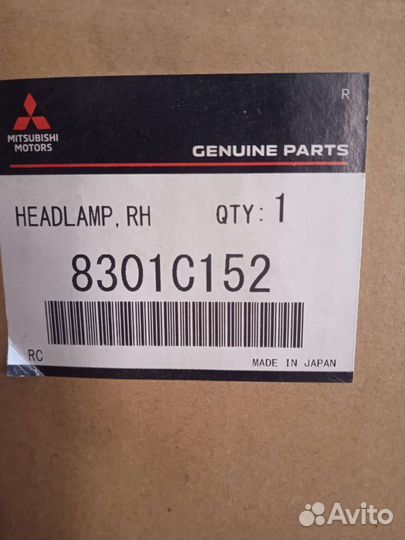 R
MITSUBISHI
MOTORS
GENUINE PARTS
HEADLAMP, RH QTY: 1
8301C152
RC
MADE IN JAPAN
Avito